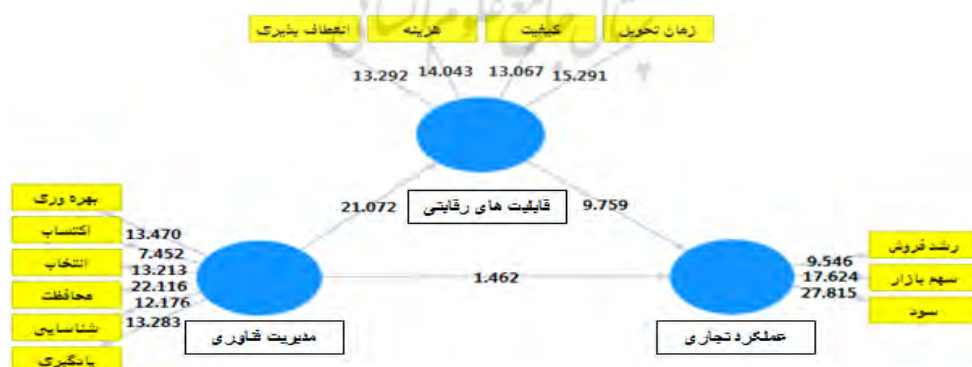 زمان تحویل
کیفیت
هزینه
انعطاف پذیری
13.292 14.043 13.067 15.291
قابلیت های رقابتی
21.072
9.759
بهره وری
اکتساب
انتخاب
محافظت
شناسایی
یادگیری
13.470
7.452
13.213
22.116
12.176
13.283
مدیریت فناوری
1.462
عملکرد تجاری
رشد فروش
سهم بازار
سود
9.546
17.624
27.815